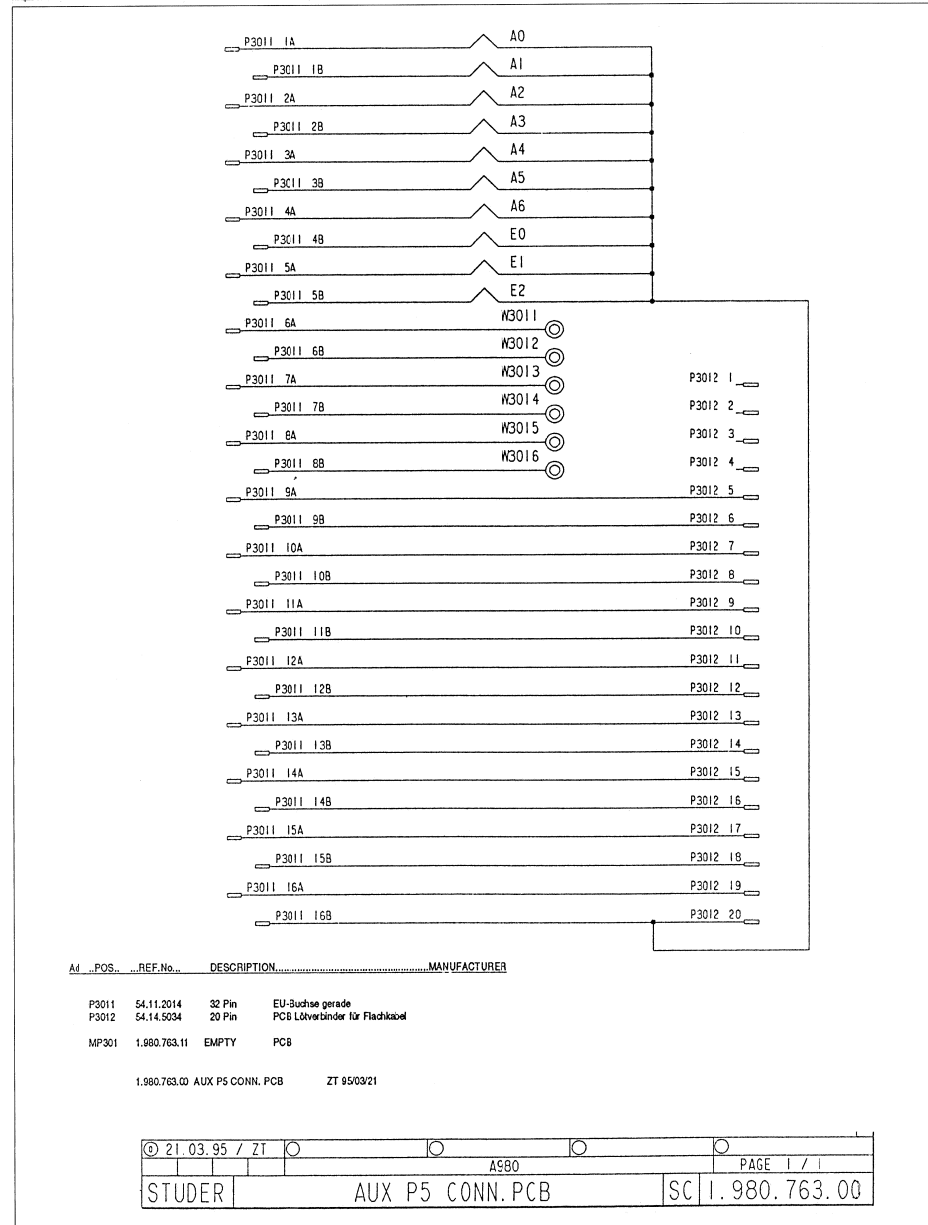 P3011 1A A0
P3011 1B A1
P3011 2A A2
P3011 2B A3
P3011 3A A4
P3011 3B A5
P3011 4A A6
P3011 4B E0
P3011 5A E1
P3011 5B E2
P3011 6A W3011
P3011 6B W3012
P3011 7A W3013 P3012 1
P3011 7B W3014 P3012 2
P3011 8A W3015 P3012 3
P3011 8B W3016 P3012 4
P3011 9A P3012 5
P3011 9B P3012 6
P3011 10A P3012 7
P3011 10B P3012 8
P3011 11A P3012 9
P3011 11B P3012 10
P3011 12A P3012 11
P3011 12B P3012 12
P3011 13A P3012 13
P3011 13B P3012 14
P3011 14A P3012 15
P3011 14B P3012 16
P3011 15A P3012 17
P3011 15B P3012 18
P3011 16A P3012 19
P3011 16B P3012 20
Ad ..POS.. ...REF.No... DESCRIPTION..................................................MANUFACTURER
P3011 54.11.2014 32 Pin EU-Buchse gerade
P3012 54.14.5034 20 Pin PCB Lötverbinder für Flachkabel
MP301 1.980.763.11 EMPTY PCB
1.980.763.00 AUX P5 CONN. PCB ZT 95/03/21
⓪ 21.03.95 / ZT
A980 PAGE 1 / 1
STUDER AUX P5 CONN.PCB SC 1.980.763.00